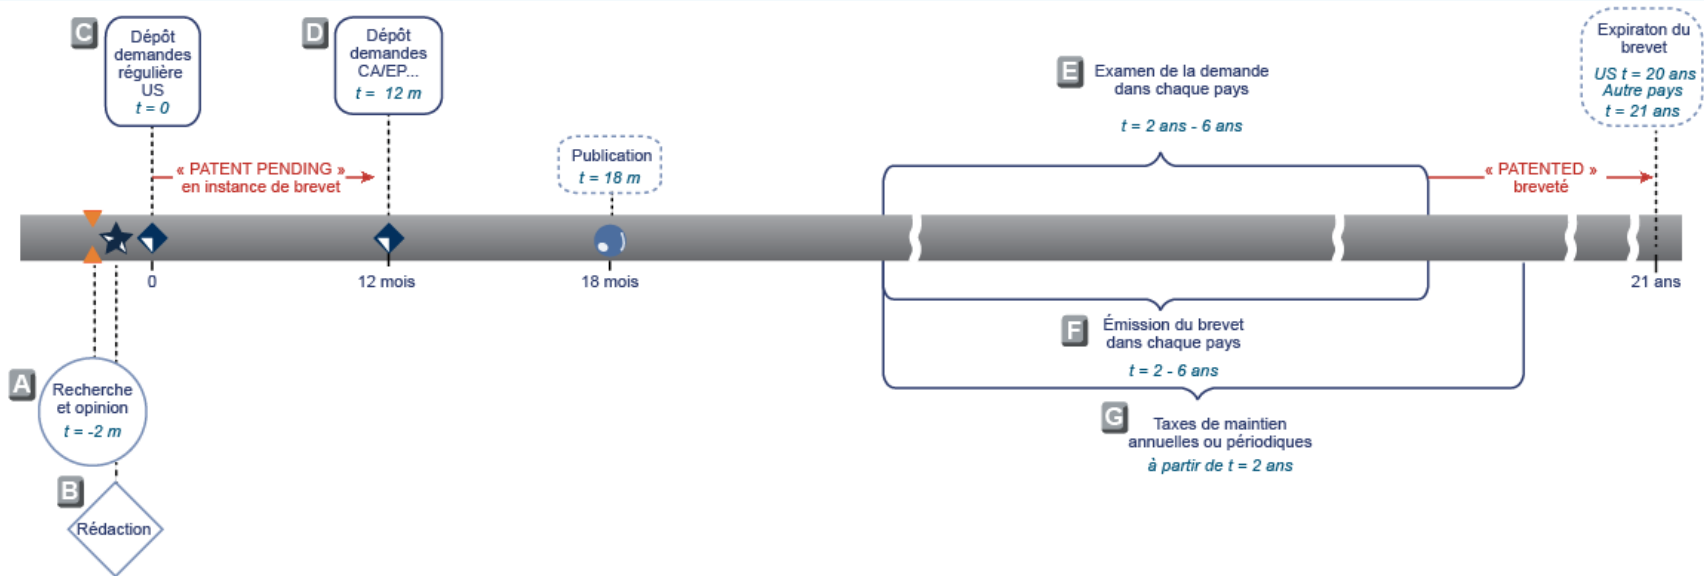 C
Dépôt
demandes
régulière
US
t = 0
D
Dépôt
demandes
CA/EP...
t = 12 m
E
Examen de la demande
dans chaque pays
t = 2 ans - 6 ans
Expiraton du
brevet
US t = 20 ans
Autre pays
t = 21 ans
« PATENT PENDING »
en instance de brevet
Publication
t = 18 m
« PATENTED »
breveté
0
12 mois
18 mois
21 ans
A
Recherche
et opinion
t = -2 m
B
Rédaction
F
Émission du brevet
dans chaque pays
t = 2 - 6 ans
G
Taxes de maintien
annuelles ou périodiques
à partir de t = 2 ans